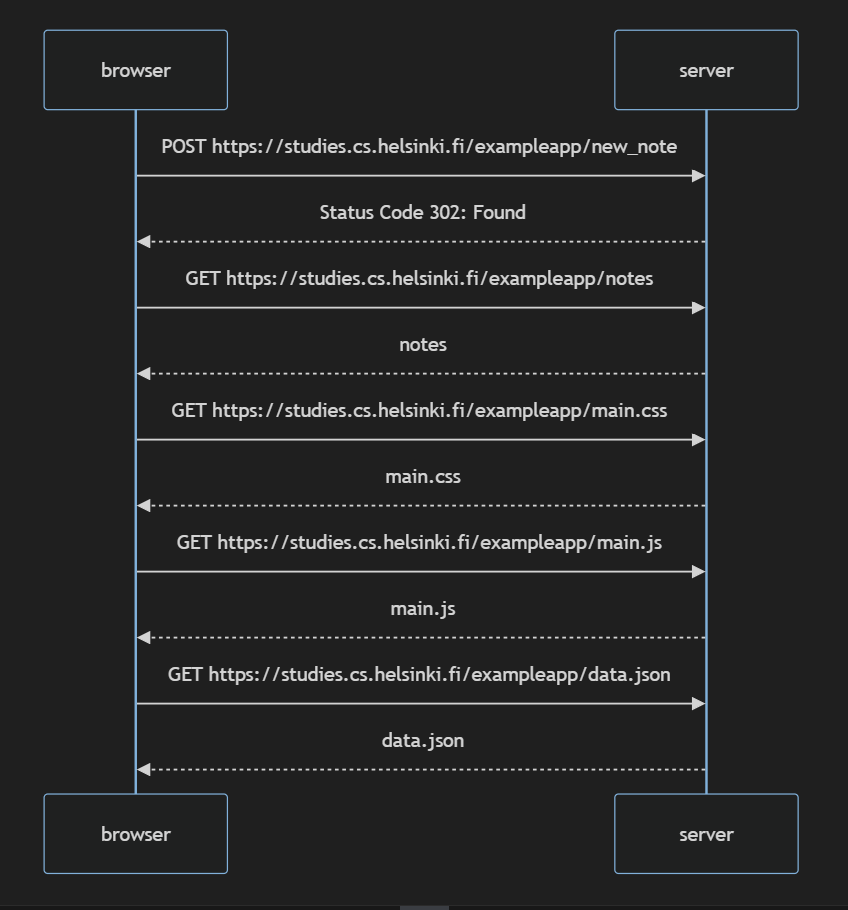 browser
server
POST https://studies.cs.helsinki.fi/exampleapp/new_note
Status Code 302: Found
GET https://studies.cs.helsinki.fi/exampleapp/notes
notes
GET https://studies.cs.helsinki.fi/exampleapp/main.css
main.css
GET https://studies.cs.helsinki.fi/exampleapp/main.js
main.js
GET https://studies.cs.helsinki.fi/exampleapp/data.json
data.json
browser
server